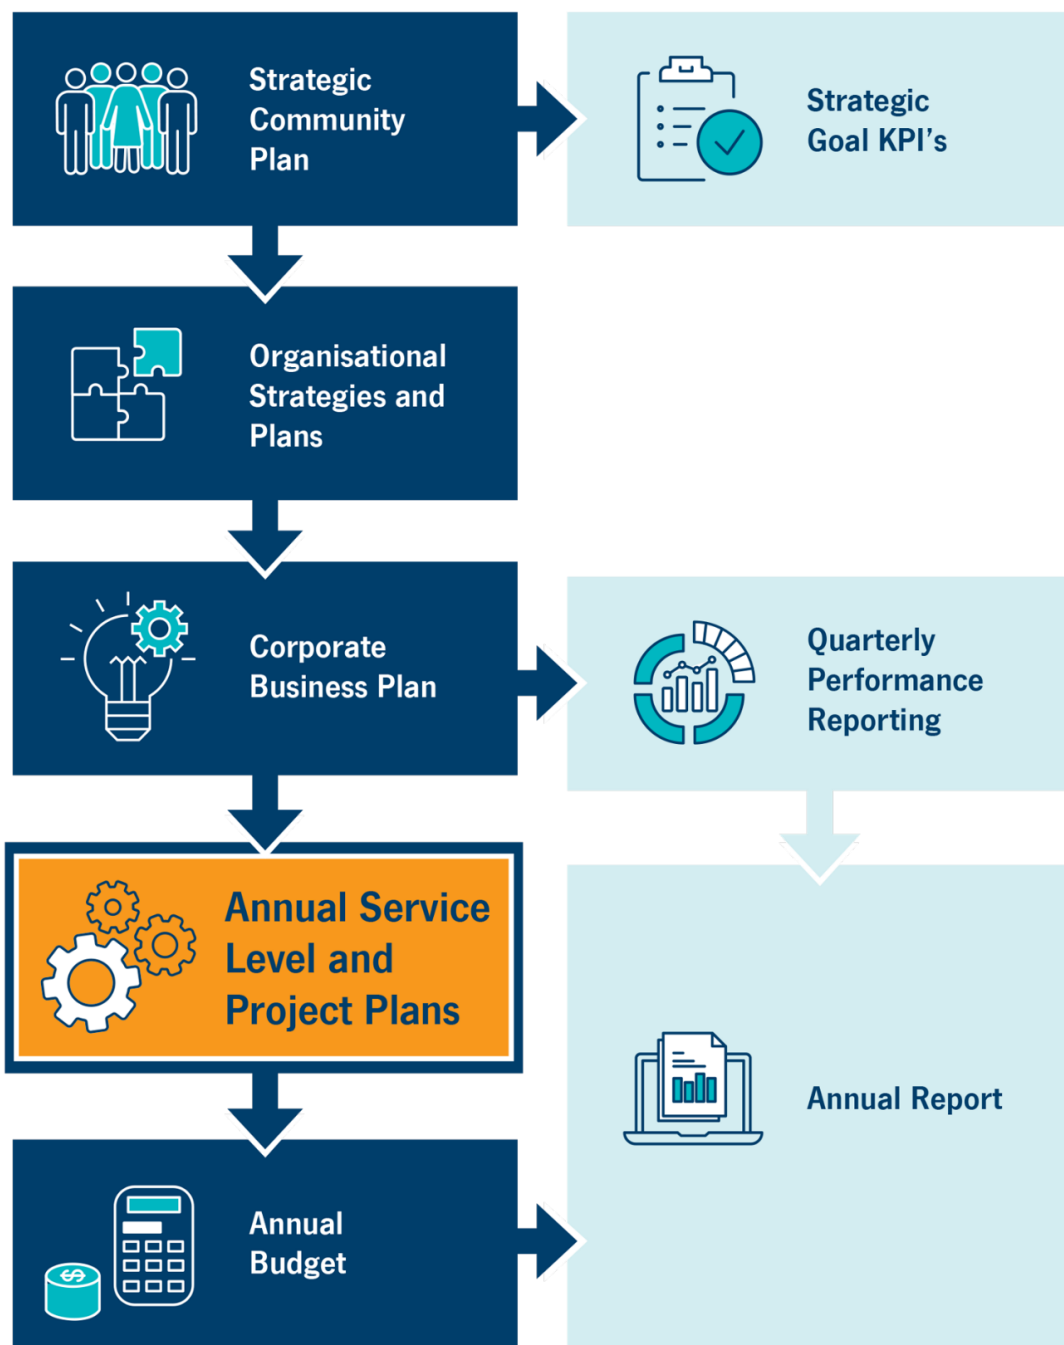 Strategic
Community
Plan
Strategic
Goal KPI's
Organisational
Strategies and
Plans
Corporate
Business Plan
Quarterly
Performance
Reporting
Annual Service
Level and
Project Plans
Annual Report
Annual
Budget
$